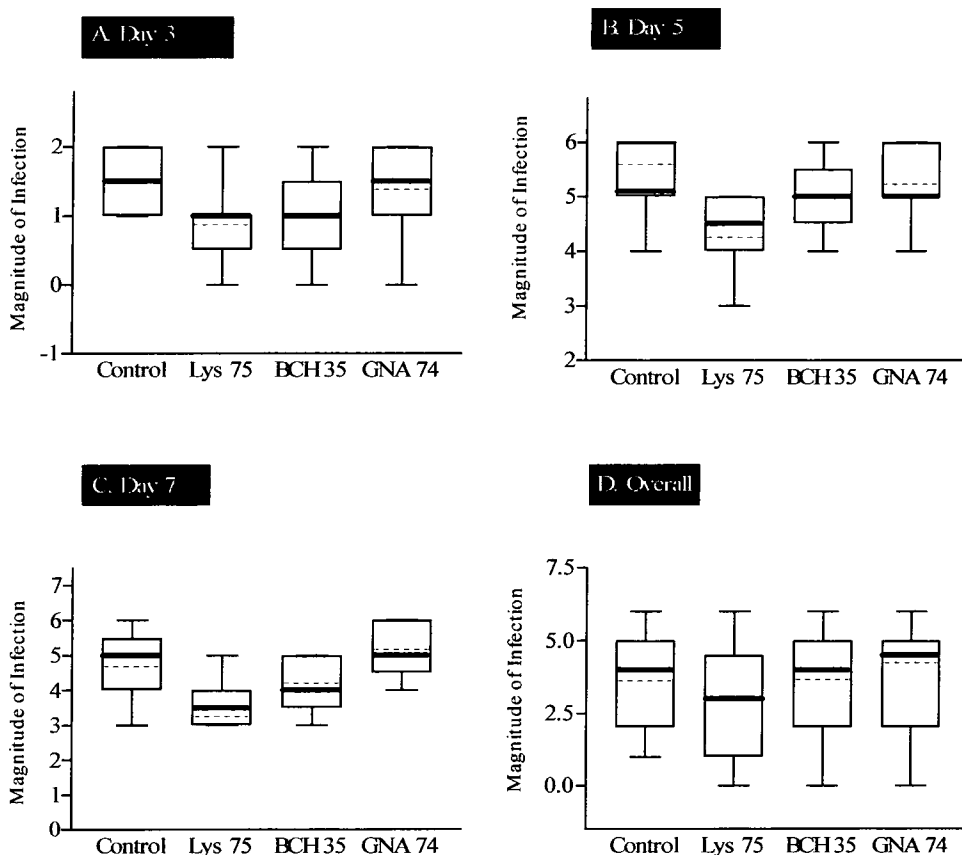 A. Day 3
Magnitude of Infection
2
1
0
-1
Control Lys 75 BCH 35 GNA 74
B. Day 5
Magnitude of Infection
6
5
4
3
2
Control Lys 75 BCH 35 GNA 74
C. Day 7
Magnitude of Infection
7
6
5
4
3
2
1
0
Control Lys 75 BCH 35 GNA 74
D. Overall
Magnitude of Infection
7.5
5.0
2.5
0.0
Control Lys 75 BCH 35 GNA 74